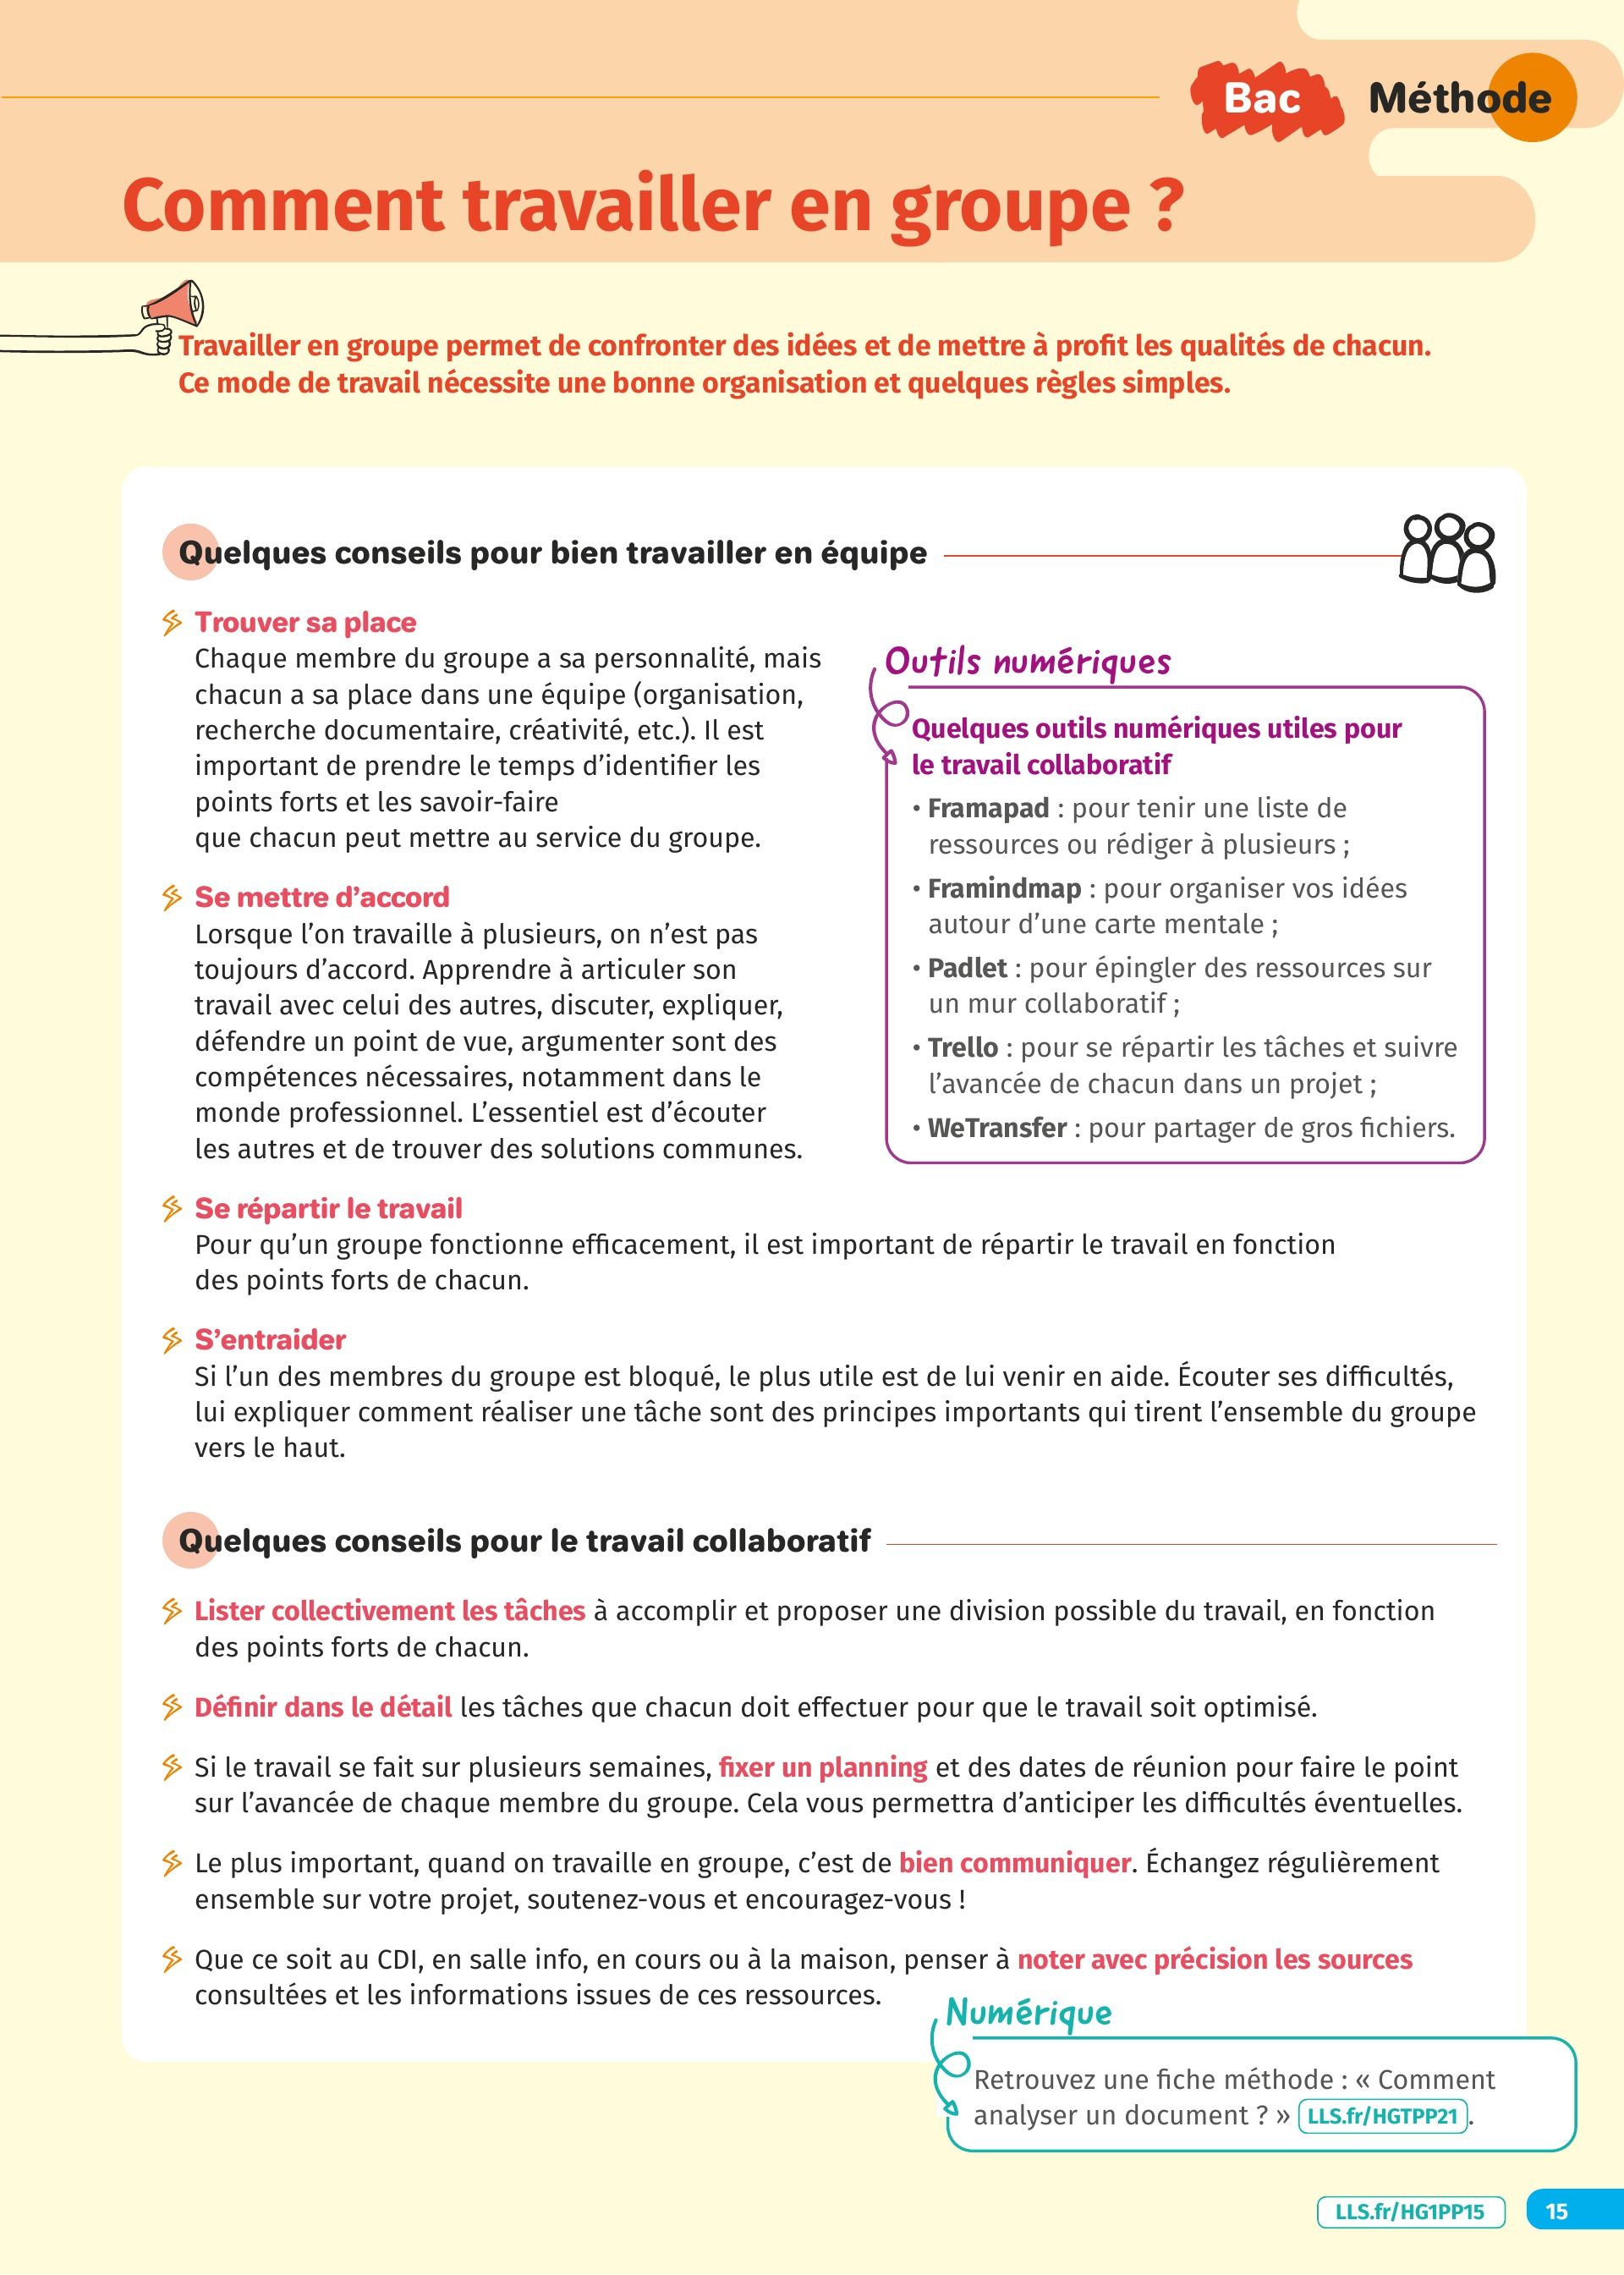 Bac Méthode
Comment travailler en groupe ?
Travailler en groupe permet de confronter des idées et de mettre à profit les qualités de chacun.
Ce mode de travail nécessite une bonne organisation et quelques règles simples.
Quelques conseils pour bien travailler en équipe
Trouver sa place
Chaque membre du groupe a sa personnalité, mais
chacun a sa place dans une équipe (organisation,
recherche documentaire, créativité, etc.). Il est
important de prendre le temps d’identifier les
points forts et les savoir-faire
que chacun peut mettre au service du groupe.
Se mettre d’accord
Lorsque l’on travaille à plusieurs, on n’est pas
toujours d’accord. Apprendre à articuler son
travail avec celui des autres, discuter, expliquer,
défendre un point de vue, argumenter sont des
compétences nécessaires, notamment dans le
monde professionnel. L’essentiel est d’écouter
les autres et de trouver des solutions communes.
Outils numériques
Quelques outils numériques utiles pour
le travail collaboratif
• Framapad : pour tenir une liste de
ressources ou rédiger à plusieurs ;
• Framindmap : pour organiser vos idées
autour d’une carte mentale ;
• Padlet : pour épingler des ressources sur
un mur collaboratif ;
• Trello : pour se répartir les tâches et suivre
l’avancée de chacun dans un projet ;
• WeTransfer : pour partager de gros fichiers.
Se répartir le travail
Pour qu’un groupe fonctionne efficacement, il est important de répartir le travail en fonction
des points forts de chacun.
S’entraider
Si l’un des membres du groupe est bloqué, le plus utile est de lui venir en aide. Écouter ses difficultés,
lui expliquer comment réaliser une tâche sont des principes importants qui tirent l’ensemble du groupe
vers le haut.
Quelques conseils pour le travail collaboratif
Lister collectivement les tâches à accomplir et proposer une division possible du travail, en fonction
des points forts de chacun.
Définir dans le détail les tâches que chacun doit effectuer pour que le travail soit optimisé.
Si le travail se fait sur plusieurs semaines, fixer un planning et des dates de réunion pour faire le point
sur l’avancée de chaque membre du groupe. Cela vous permettra d’anticiper les difficultés éventuelles.
Le plus important, quand on travaille en groupe, c’est de bien communiquer. Échangez régulièrement
ensemble sur votre projet, soutenez-vous et encouragez-vous !
Que ce soit au CDI, en salle info, en cours ou à la maison, penser à noter avec précision les sources
consultées et les informations issues de ces ressources.
Numérique
Retrouvez une fiche méthode : « Comment
analyser un document ? » LLS.fr/HGTPP21.
LLS.fr/HG1PP15 15